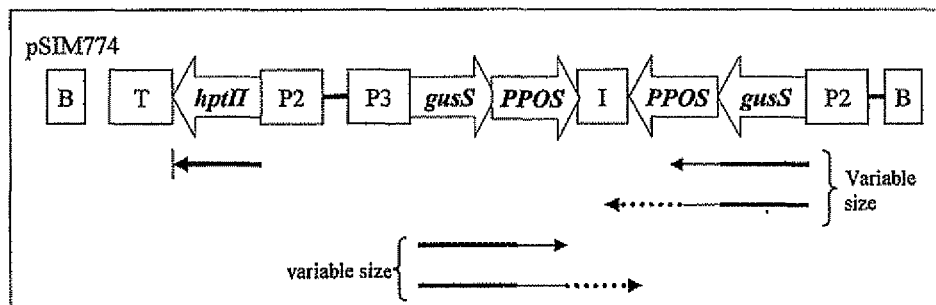 pSIM774
B T hptII P2 P3 gusS PPOS I PPOS gusS P2 B
Variable
size
variable size